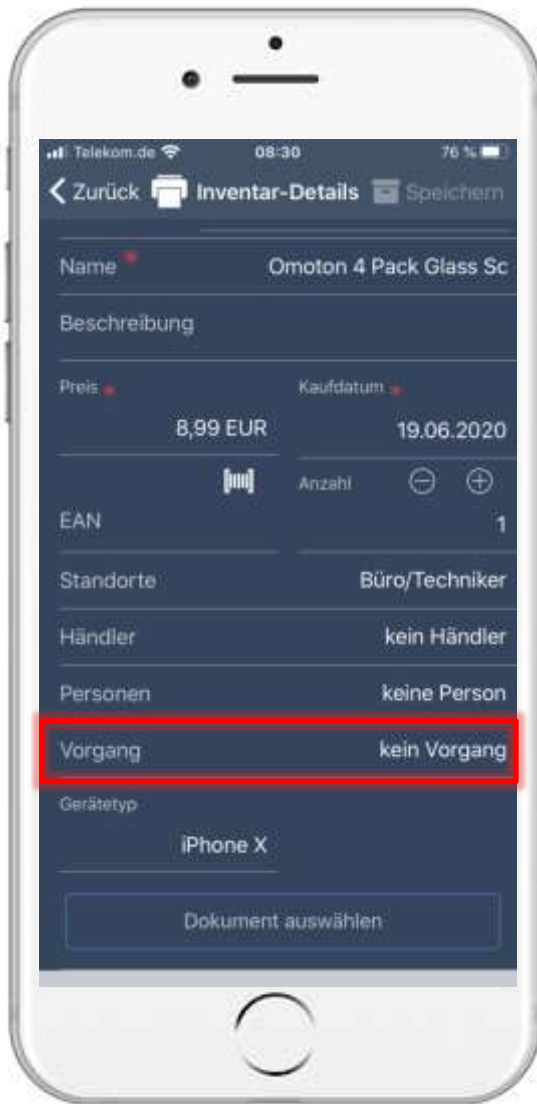 Telekom.de 08:30 76 %
Zurück Inventar-Details Speichern
Name * Omoton 4 Pack Glass Sc
Beschreibung
Preis * Kaufdatum *
8,99 EUR 19.06.2020
Anzahl
EAN 1
Standorte Büro/Techniker
Händler kein Händler
Personen keine Person
Vorgang kein Vorgang
Gerätetyp
iPhone X
Dokument auswählen